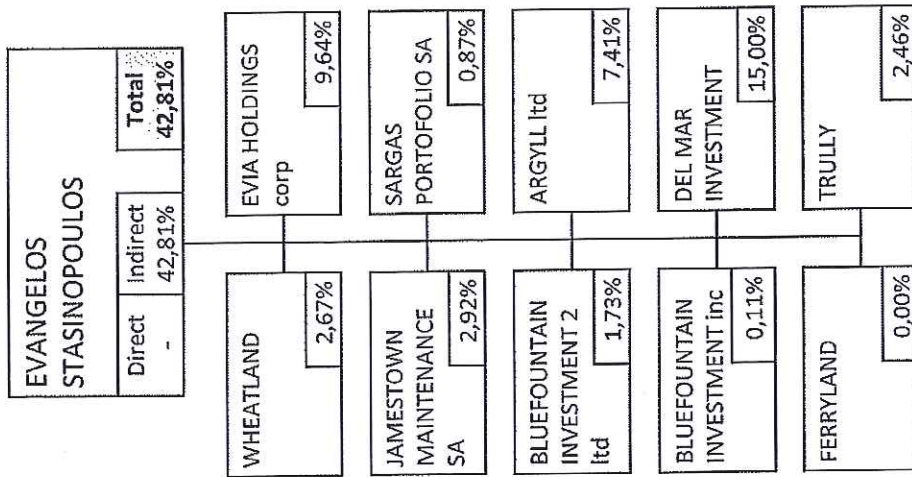 EVANGELOS
STASINOPOULOS
Direct Indirect Total
- 42,81% 42,81%
WHEATLAND
2,67%
EVIA HOLDINGS
corp
9,64%
JAMESTOWN
MAINTENANCE
SA
2,92%
SARGAS
PORTOFOLIO SA
0,87%
BLUEFOUNTAIN
INVESTMENT 2
ltd
1,73%
ARGYLL ltd
7,41%
BLUEFOUNTAIN
INVESTMENT inc
0,11%
DEL MAR
INVESTMENT
15,00%
FERRYLAND
0,00%
TRULLY
2,46%